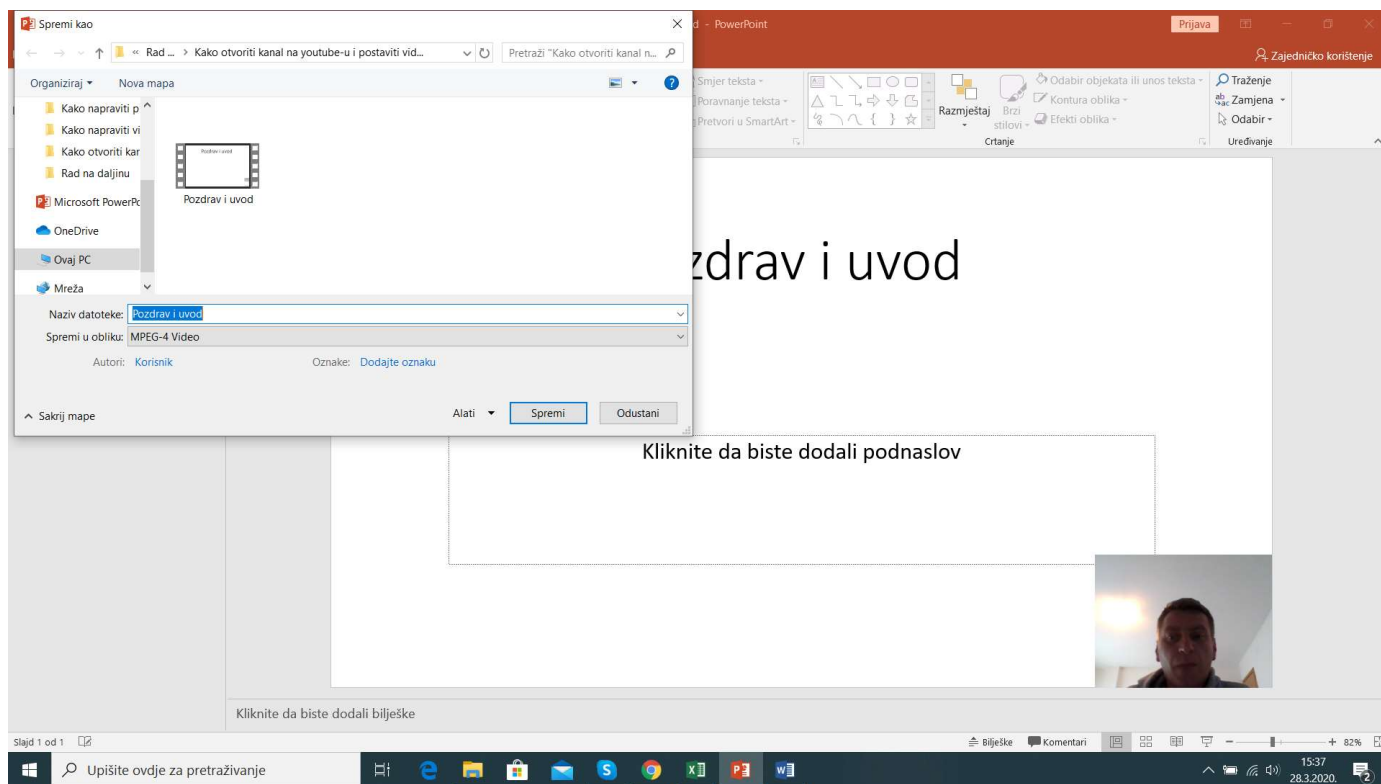 Spremi kao
d - PowerPoint
Prijava
« Rad ... > Kako otvoriti kanal na youtube-u i postaviti vid...
Pretraži "Kako otvoriti kanal n...
Zajedničko korištenje
Organiziraj
Nova mapa
Kako napraviti p
Kako napraviti vi
Kako otvoriti kar
Rad na daljinu
Microsoft PowerPo
OneDrive
Ovaj PC
Mreža
Pozdrav i uvod
Pozdrav i uvod
Naziv datoteke: Pozdrav i uvod
Spremi u obliku: MPEG-4 Video
Autori: Korisnik
Oznake: Dodajte oznaku
Sakrij mape
Alati
Spremi
Odustani
Smjer teksta
Poravnanje teksta
Pretvori u SmartArt
Razmještaj
Brzi
stilovi
Odabir objekata ili unos teksta
Kontura oblika
Efekti oblika
Crtanje
Traženje
Zamjena
Odabir
Uređivanje
zdrav i uvod
Kliknite da biste dodali podnaslov
Kliknite da biste dodali bilješke
Slajd 1 od 1
Bilješke
Komentari
82%
Upišite ovdje za pretraživanje
15:37
28.3.2020.
2